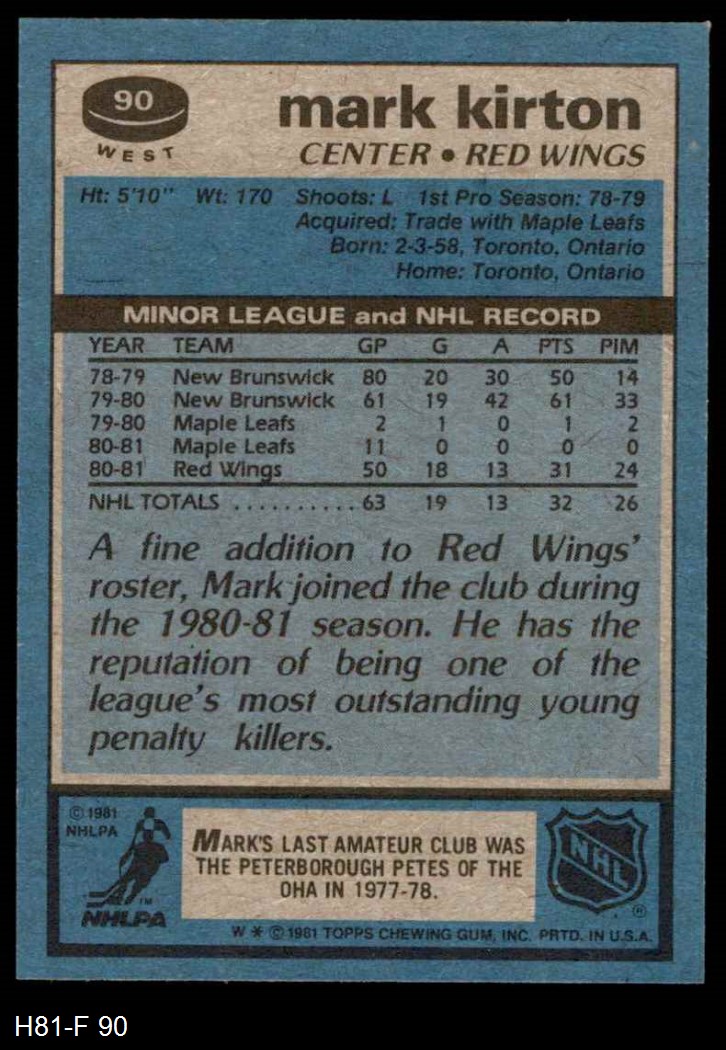 90
WEST
mark kirton
CENTER • RED WINGS
Ht: 5'10" Wt: 170 Shoots: L 1st Pro Season: 78-79
Acquired: Trade with Maple Leafs
Born: 2-3-58, Toronto, Ontario
Home: Toronto, Ontario
MINOR LEAGUE and NHL RECORD
YEAR TEAM GP G A PTS PIM
78-79 New Brunswick 80 20 30 50 14
79-80 New Brunswick 61 19 42 61 33
79-80 Maple Leafs 2 1 0 1 2
80-81 Maple Leafs 11 0 0 0 0
80-81 Red Wings 50 18 13 31 24
NHL TOTALS .......... 63 19 13 32 26
A fine addition to Red Wings'
roster, Mark joined the club during
the 1980-81 season. He has the
reputation of being one of the
league's most outstanding young
penalty killers.
© 1981
NHLPA
NHLPA
TM
MARK'S LAST AMATEUR CLUB WAS
THE PETERBOROUGH PETES OF THE
OHA IN 1977-78.
NHL
®
W * © 1981 TOPPS CHEWING GUM, INC. PRTD. IN U.S.A.
H81-F 90